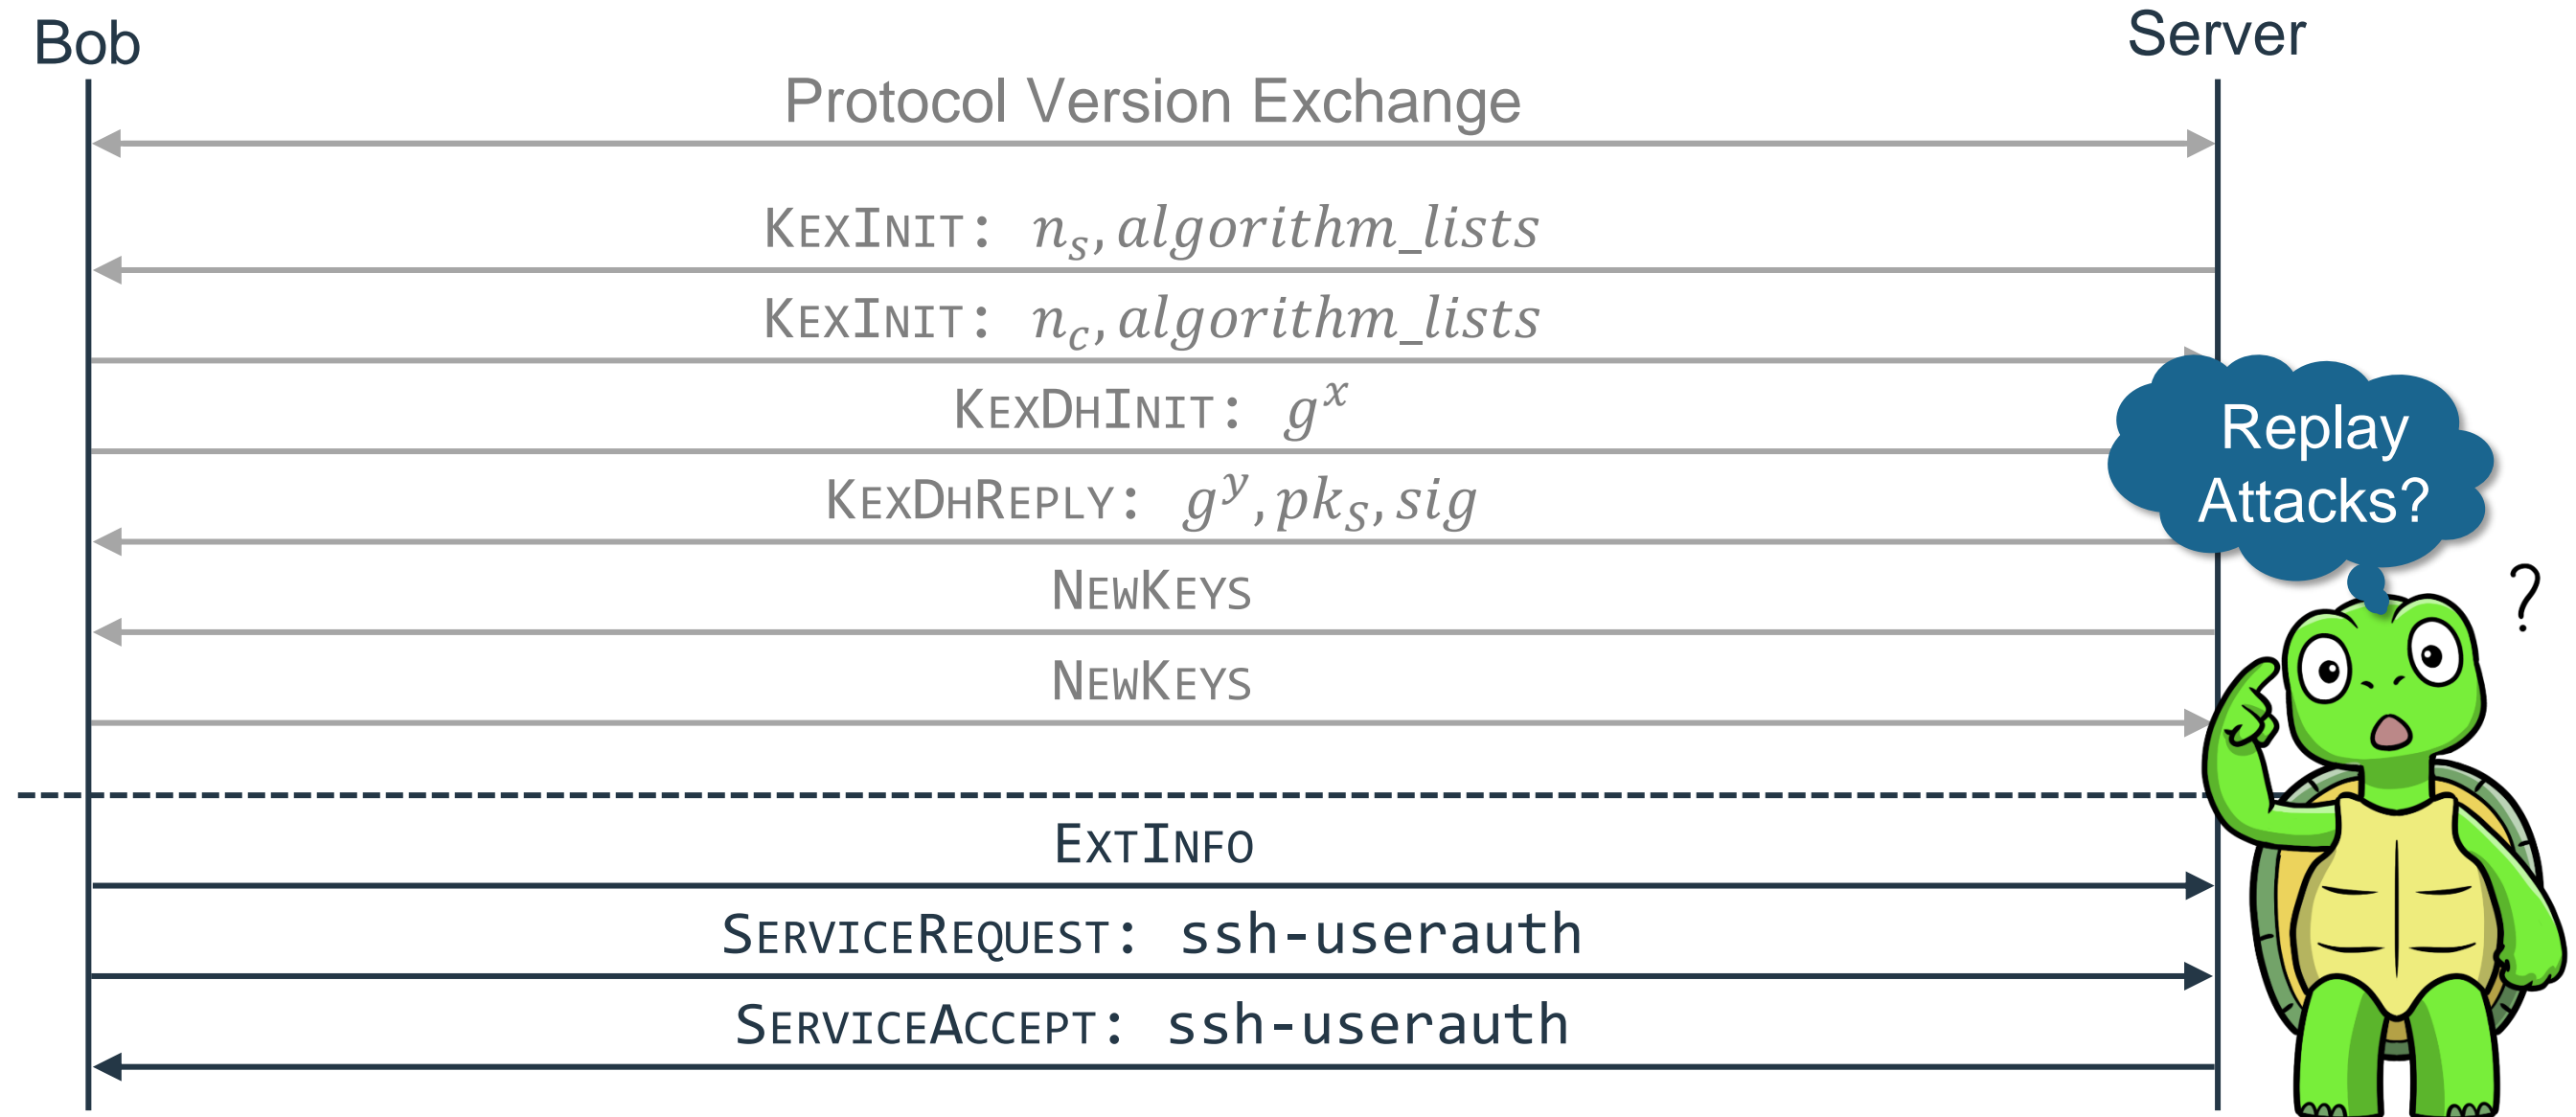 Bob
Server
Protocol Version Exchange
KEXINIT: n_s, algorithm_lists
KEXINIT: n_c, algorithm_lists
KEXDHINIT: g^x
KEXDHREPLY: g^y, pk_S, sig
NEWKEYS
NEWKEYS
Replay
Attacks?
?
EXTINFO
SERVICEREQUEST: ssh-userauth
SERVICEACCEPT: ssh-userauth